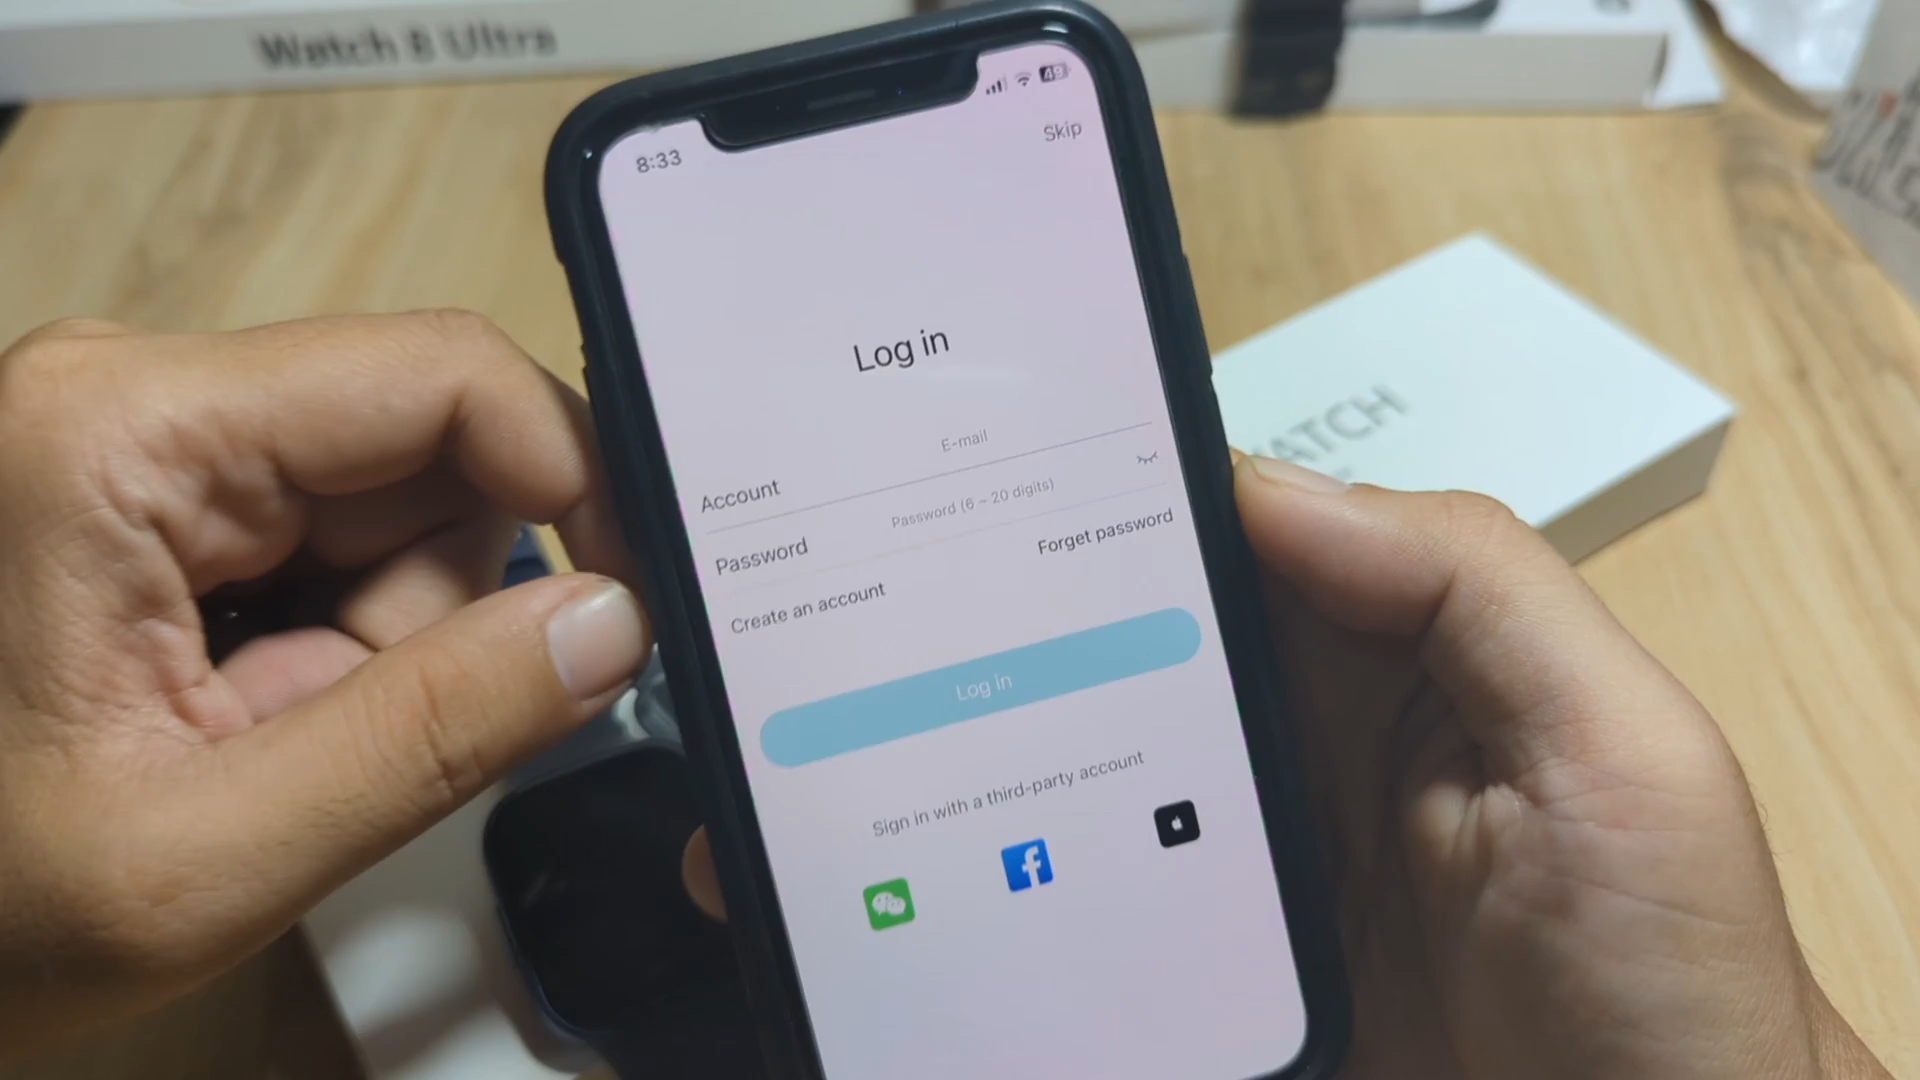 Watch 8 Ultra
49
8:33
Skip
Log in
E-mail
Account
Password (6 – 20 digits)
Password
Forget password
Create an account
Log in
Sign in with a third-party account
WATCH